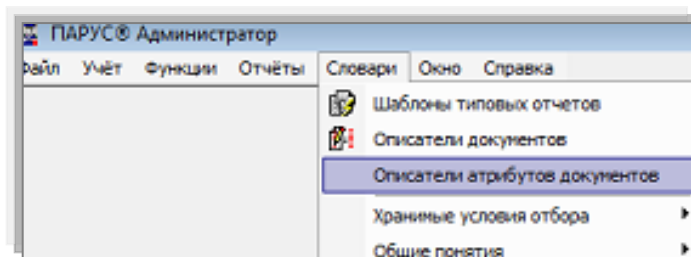 ПАРУС® Администратор
Файл Учёт Функции Отчёты Словари Окно Справка
Шаблоны типовых отчетов
Описатели документов
Описатели атрибутов документов
Хранимые условия отбора
Общие понятия